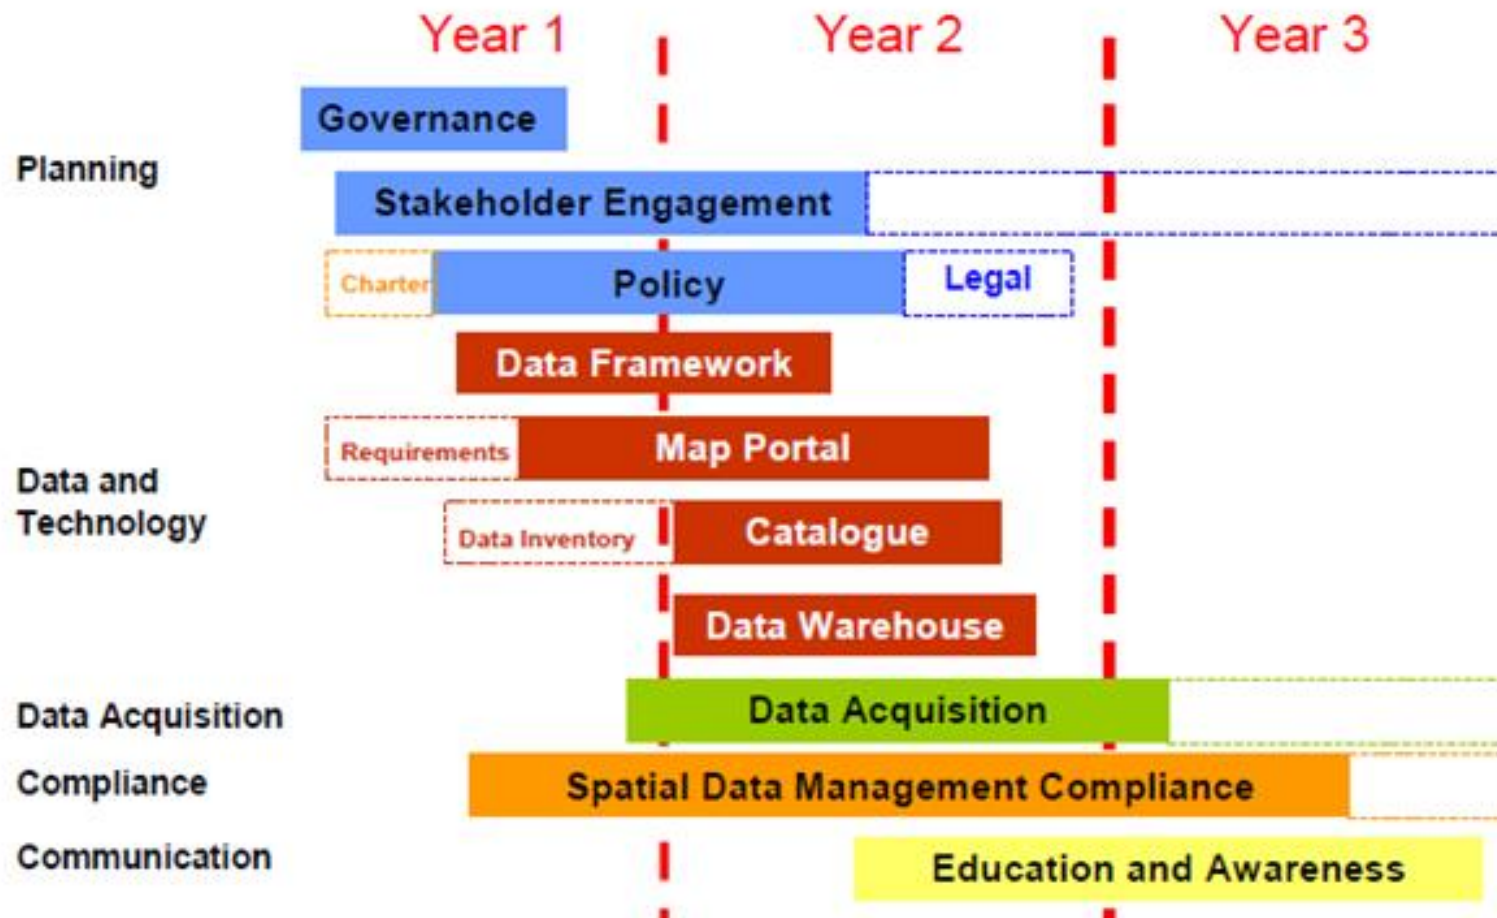 Year 1 Year 2 Year 3
Governance
Planning
Stakeholder Engagement
Charter Policy Legal
Data Framework
Requirements Map Portal
Data and
Technology
Data Inventory Catalogue
Data Warehouse
Data Acquisition Data Acquisition
Compliance Spatial Data Management Compliance
Communication Education and Awareness